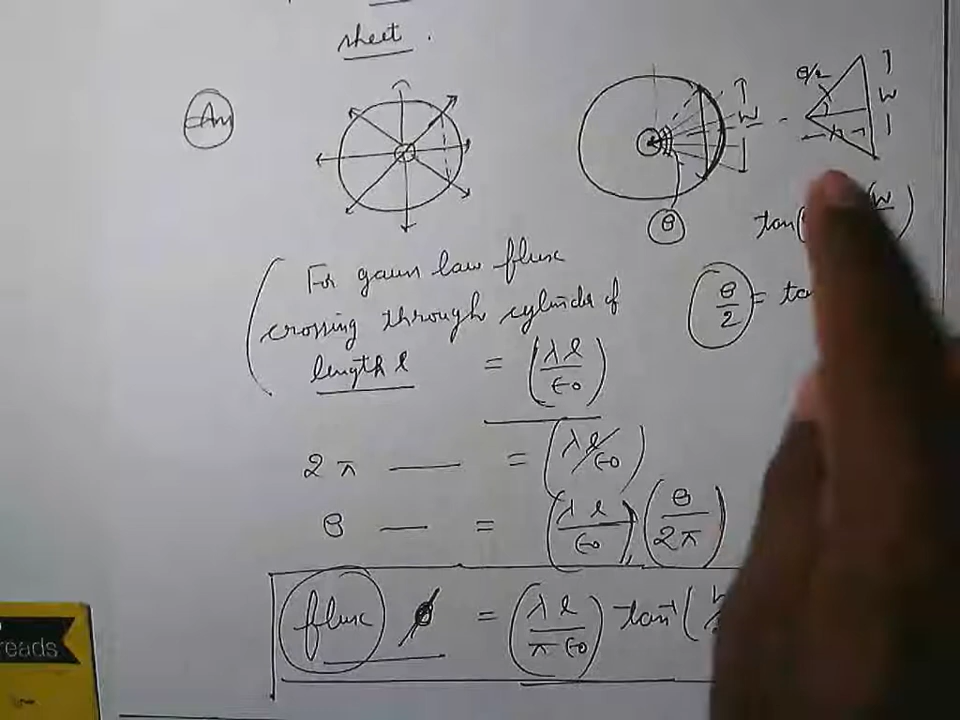 sheet .
Ans
θ/2
W
W
θ
tan( W
For gauss law flux
crossing through cylinder of
length l = (λl/ε0)
θ/2 = ta
2π — = (λl/ε0)
θ — = (λl/ε0), (θ/2π)
flux φ = (λl/πε0) tan⁻¹(
reads